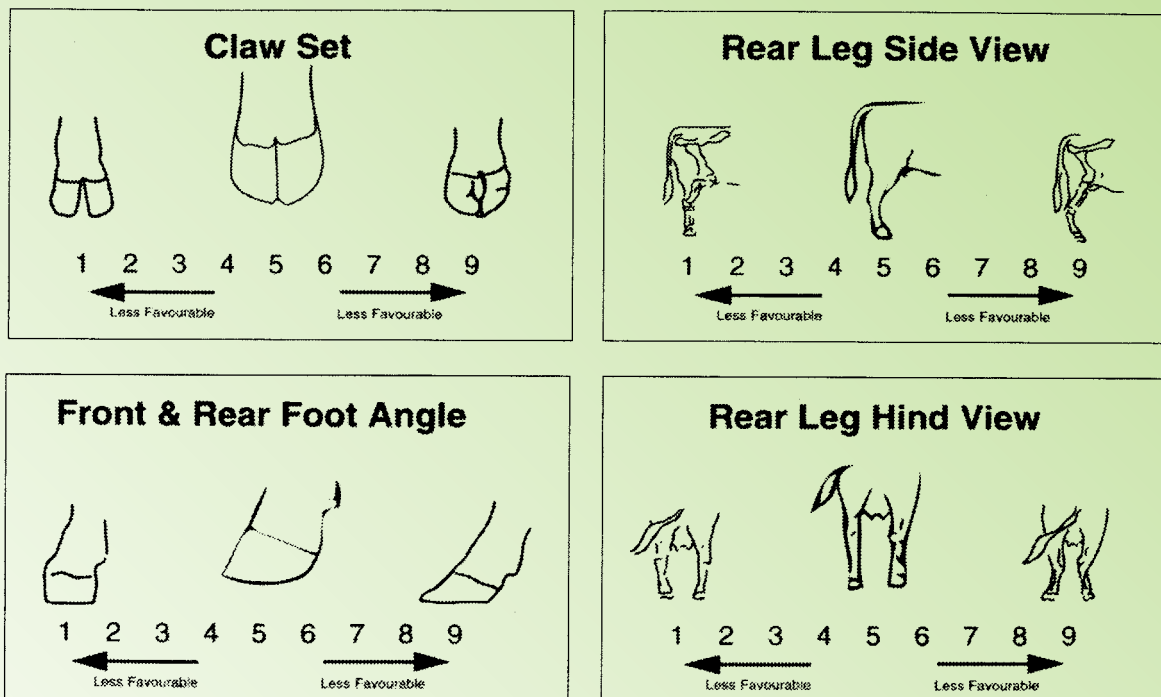 Claw Set
1 2 3 4 5 6 7 8 9
Less Favourable Less Favourable
Rear Leg Side View
1 2 3 4 5 6 7 8 9
Less Favourable Less Favourable
Front & Rear Foot Angle
1 2 3 4 5 6 7 8 9
Less Favourable Less Favourable
Rear Leg Hind View
1 2 3 4 5 6 7 8 9
Less Favourable Less Favourable